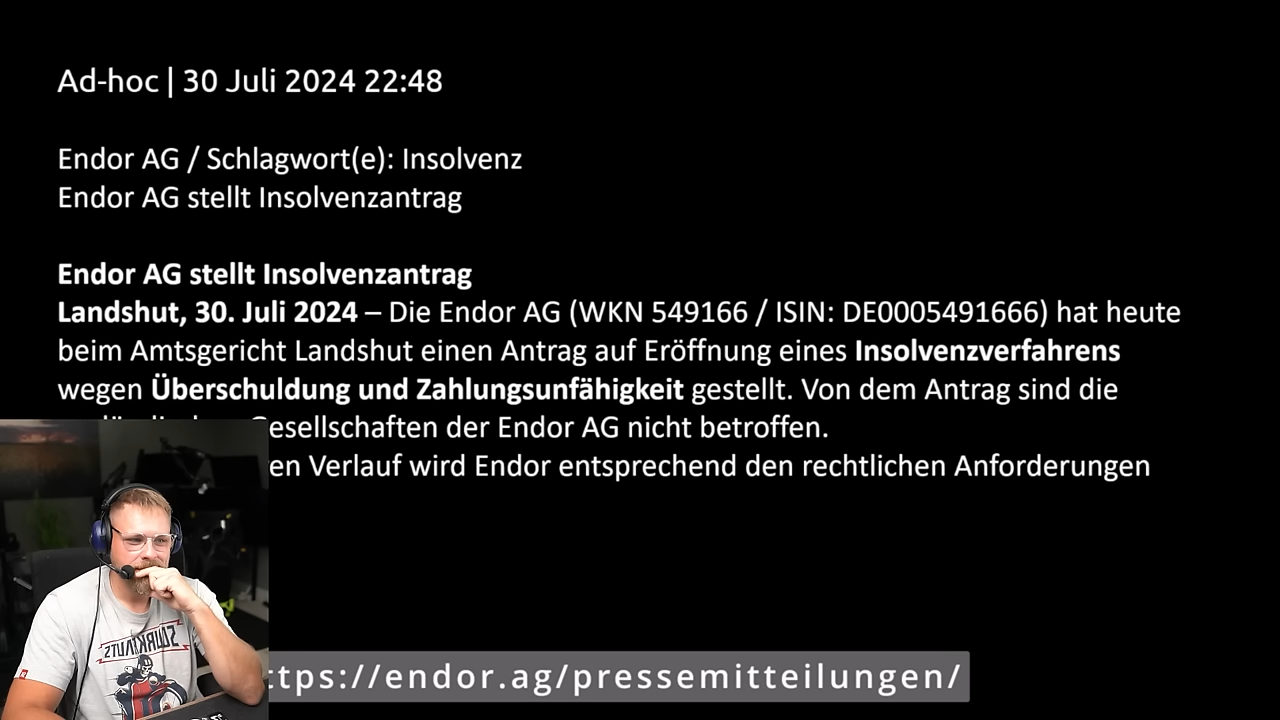 Ad-hoc | 30 Juli 2024 22:48
Endor AG / Schlagwort(e): Insolvenz
Endor AG stellt Insolvenzantrag
Endor AG stellt Insolvenzantrag
Landshut, 30. Juli 2024 – Die Endor AG (WKN 549166 / ISIN: DE0005491666) hat heute
beim Amtsgericht Landshut einen Antrag auf Eröffnung eines Insolvenzverfahrens
wegen Überschuldung und Zahlungsunfähigkeit gestellt. Von dem Antrag sind die
Gesellschaften der Endor AG nicht betroffen.
Verlauf wird Endor entsprechend den rechtlichen Anforderungen
ttps://endor.ag/pressemitteilungen/